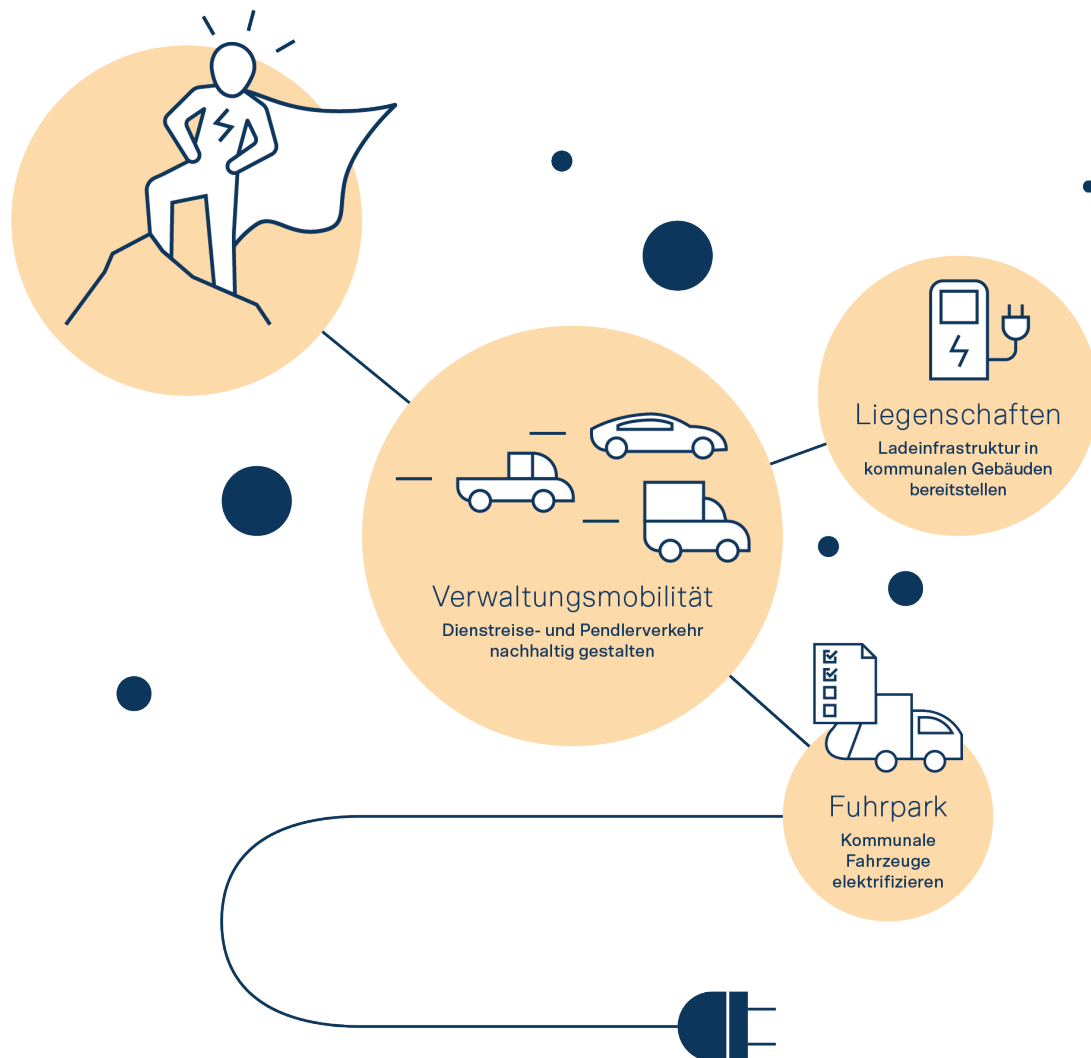 Liegenschaften
Ladeinfrastruktur in
kommunalen Gebäuden
bereitstellen
Verwaltungsmobilität
Dienstreise- und Pendlerverkehr
nachhaltig gestalten
Fuhrpark
Kommunale
Fahrzeuge
elektrifizieren